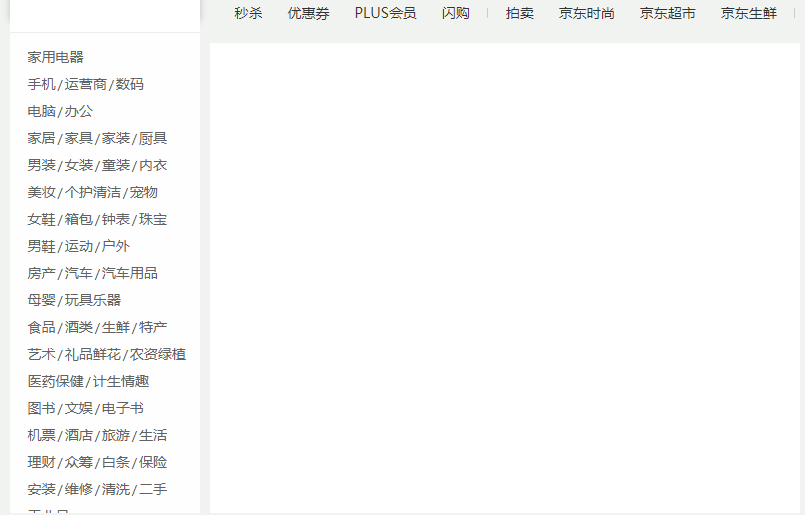 秒杀 优惠券 PLUS会员 闪购 拍卖 京东时尚 京东超市 京东生鲜
家用电器
手机/运营商/数码
电脑/办公
家居/家具/家装/厨具
男装/女装/童装/内衣
美妆/个护清洁/宠物
女鞋/箱包/钟表/珠宝
男鞋/运动/户外
房产/汽车/汽车用品
母婴/玩具乐器
食品/酒类/生鲜/特产
艺术/礼品鲜花/农资绿植
医药保健/计生情趣
图书/文娱/电子书
机票/酒店/旅游/生活
理财/众筹/白条/保险
安装/维修/清洗/二手